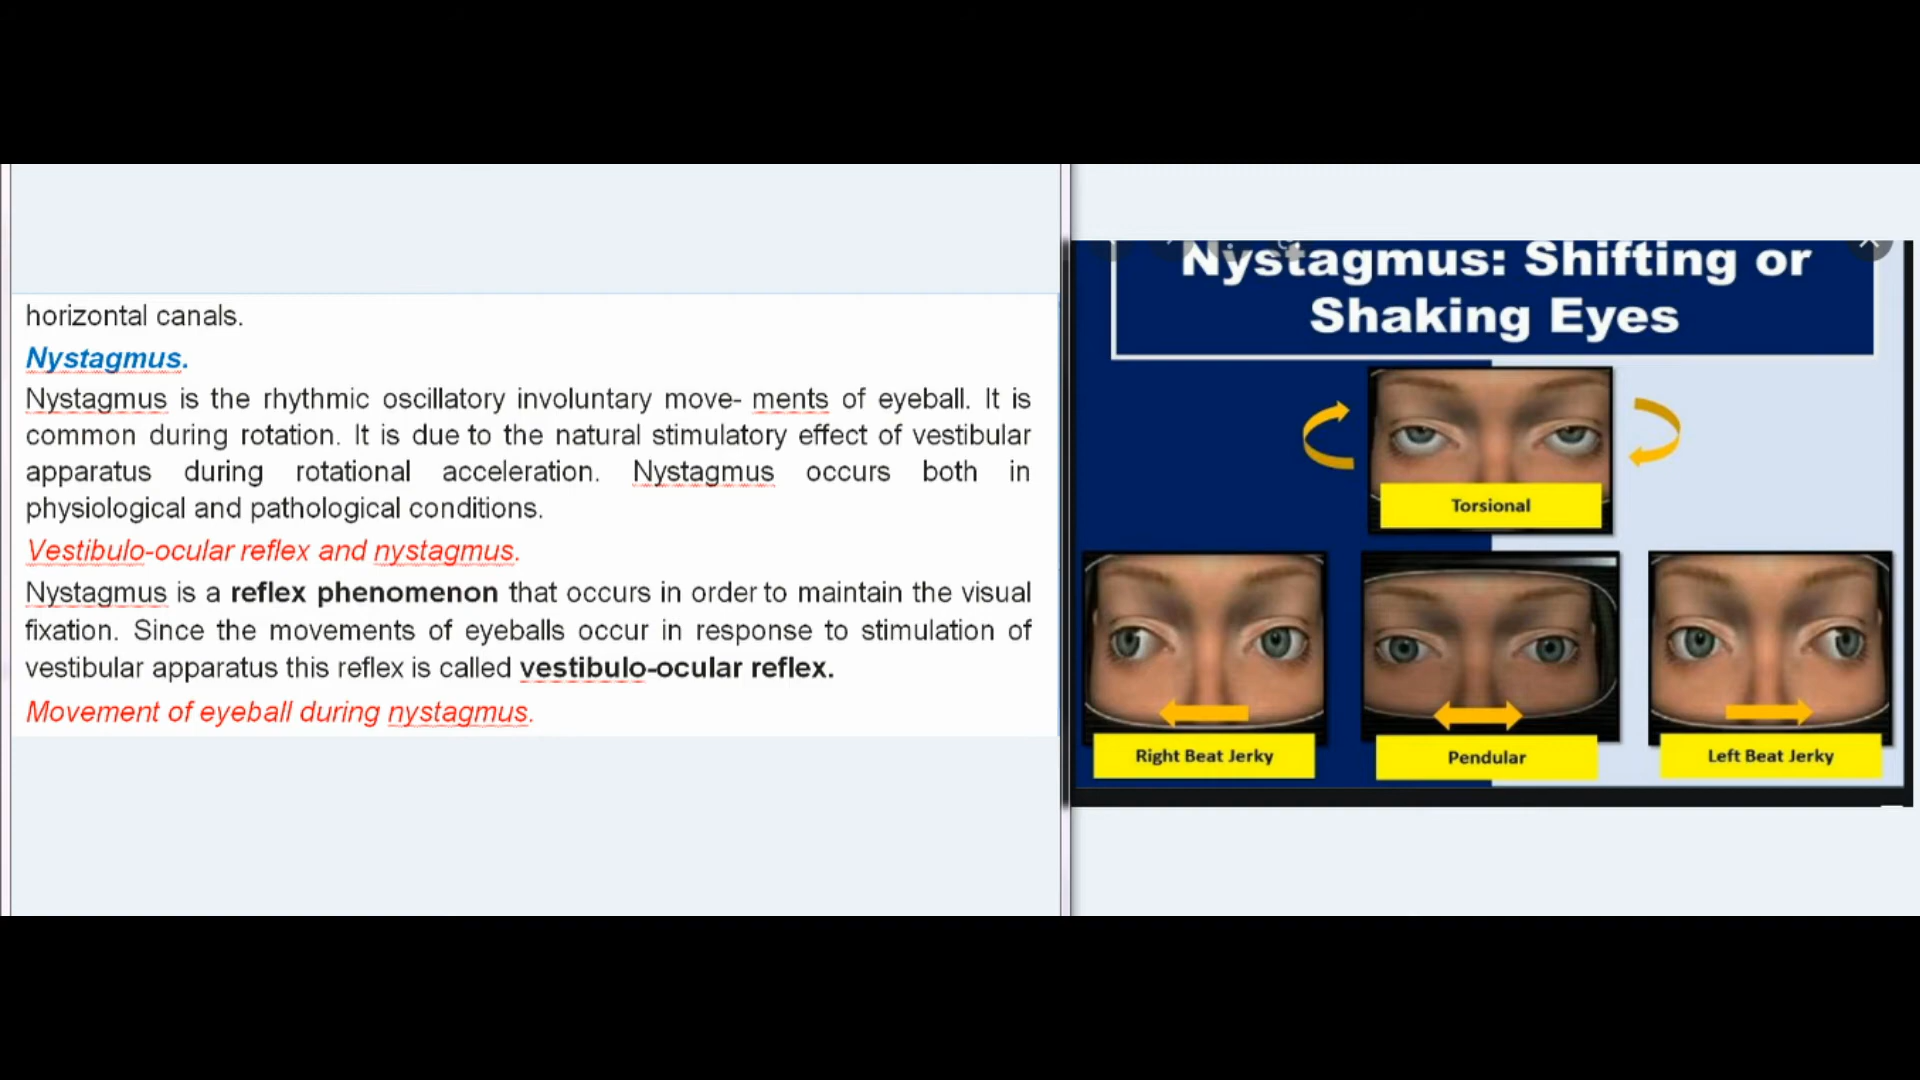 horizontal canals.
Nystagmus.
Nystagmus is the rhythmic oscillatory involuntary move- ments of eyeball. It is
common during rotation. It is due to the natural stimulatory effect of vestibular
apparatus during rotational acceleration. Nystagmus occurs both in
physiological and pathological conditions.
Vestibulo-ocular reflex and nystagmus.
Nystagmus is a reflex phenomenon that occurs in order to maintain the visual
fixation. Since the movements of eyeballs occur in response to stimulation of
vestibular apparatus this reflex is called vestibulo-ocular reflex.
Movement of eyeball during nystagmus.
Nystagmus: Shifting or
Shaking Eyes
Torsional
Right Beat Jerky
Pendular
Left Beat Jerky